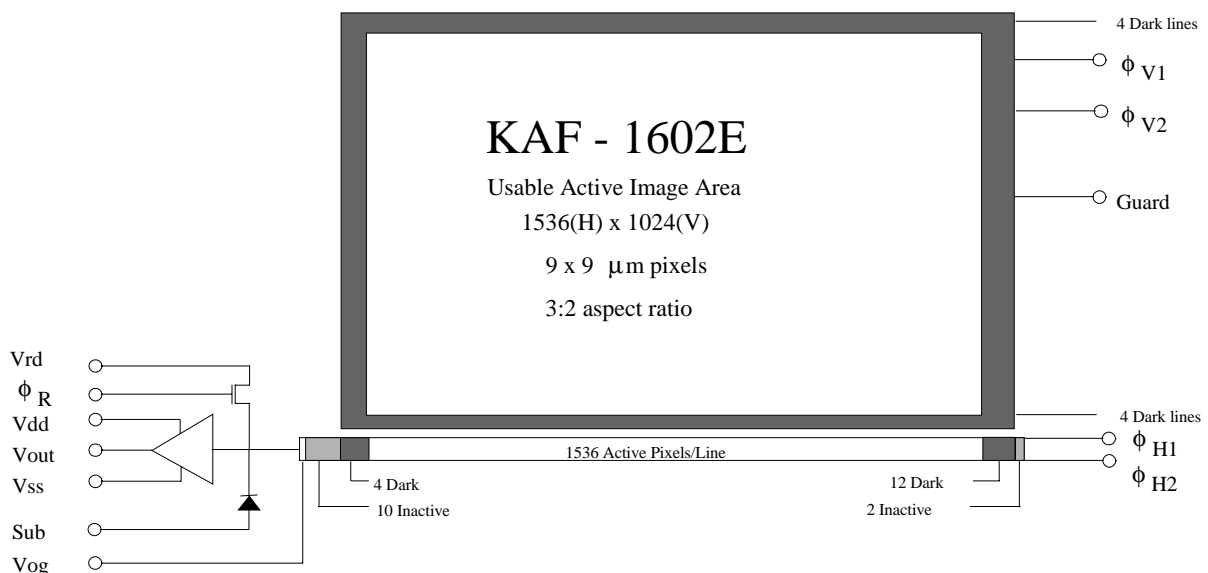 4 Dark lines
ϕ V1
KAF - 1602E
ϕ V2
Usable Active Image Area
1536(H) x 1024(V)
Guard
9 x 9 μm pixels
3:2 aspect ratio
Vrd
ϕ R
Vdd
Vout
Vss
Sub
Vog
4 Dark lines
ϕ H1
1536 Active Pixels/Line
ϕ H2
4 Dark
12 Dark
10 Inactive
2 Inactive